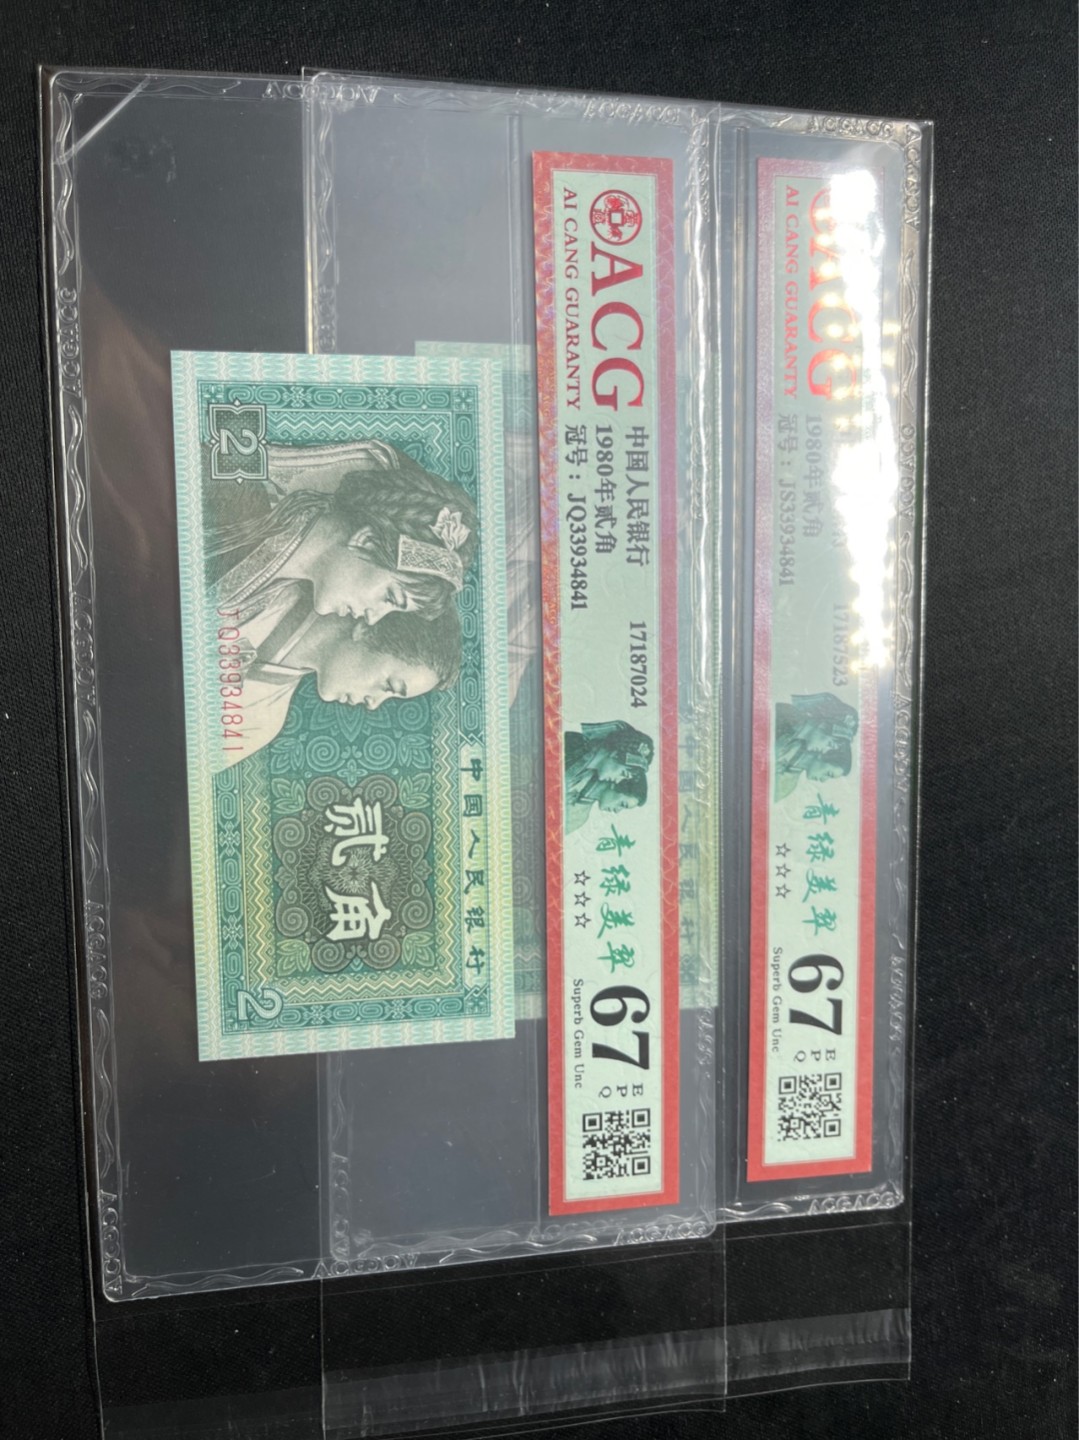 ACG
AI CANG GUARANTY
中国人民银行 17187024
1980年贰角
冠号：JQ33934841
青绿美翠
☆☆☆
67
EPQ
Superb Gem Unc
ACG
AI CANG GUARANTY
17187523
1980年贰角
冠号：JS33934841
青绿美翠
☆☆☆
67
EPQ
Superb Gem Unc
中国人民银行
贰角
2
2
JQ33934841